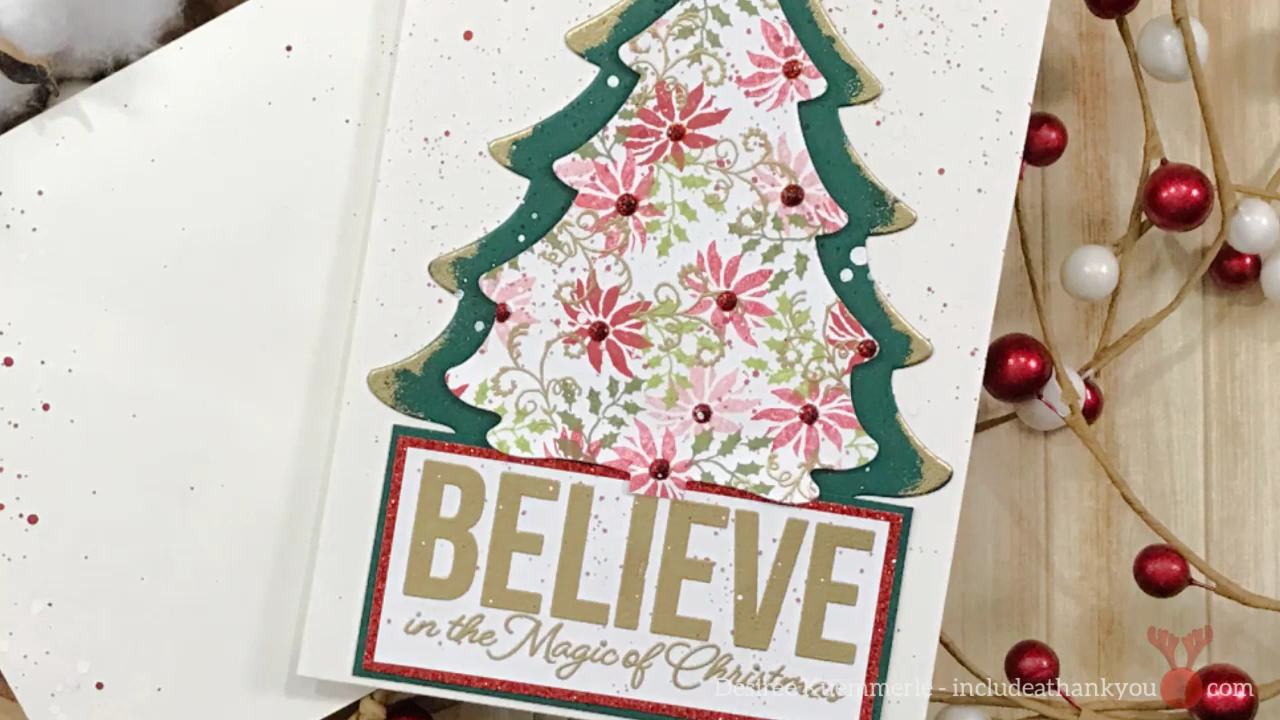 BELIEVE
in the Magic of Christmas
Desiree Kuemmerle - includeathankyou com